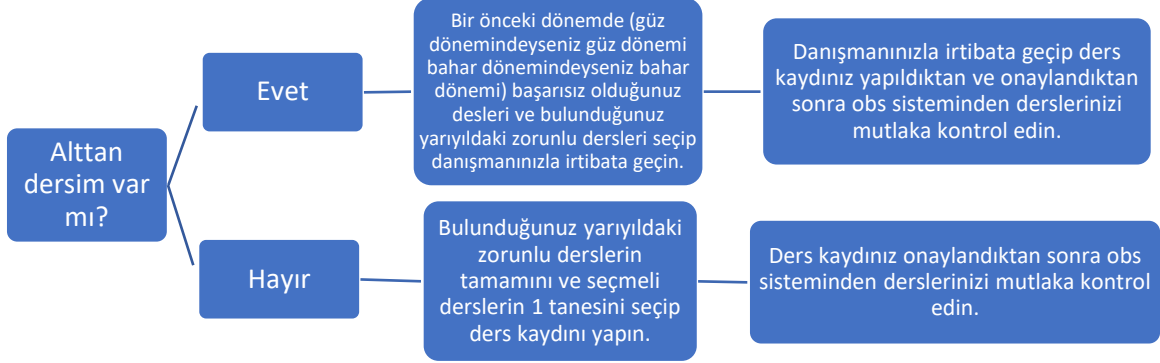 Alttan
dersim var
mı?
Evet
Bir önceki dönemde (güz
dönemindeyseniz güz dönemi
bahar dönemindeyseniz bahar
dönemi) başarısız olduğunuz
desleri ve bulunduğunuz
yarıyıldaki zorunlu dersleri seçip
danışmanınızla irtibata geçin.
Danışmanınızla irtibata geçip ders
kaydınız yapıldıktan ve onaylandıktan
sonra obs sisteminden derslerinizi
mutlaka kontrol edin.
Hayır
Bulunduğunuz yarıyıldaki
zorunlu derslerin
tamamını ve seçmeli
derslerin 1 tanesini seçip
ders kaydını yapın.
Ders kaydınız onaylandıktan sonra obs
sisteminden derslerinizi mutlaka kontrol
edin.